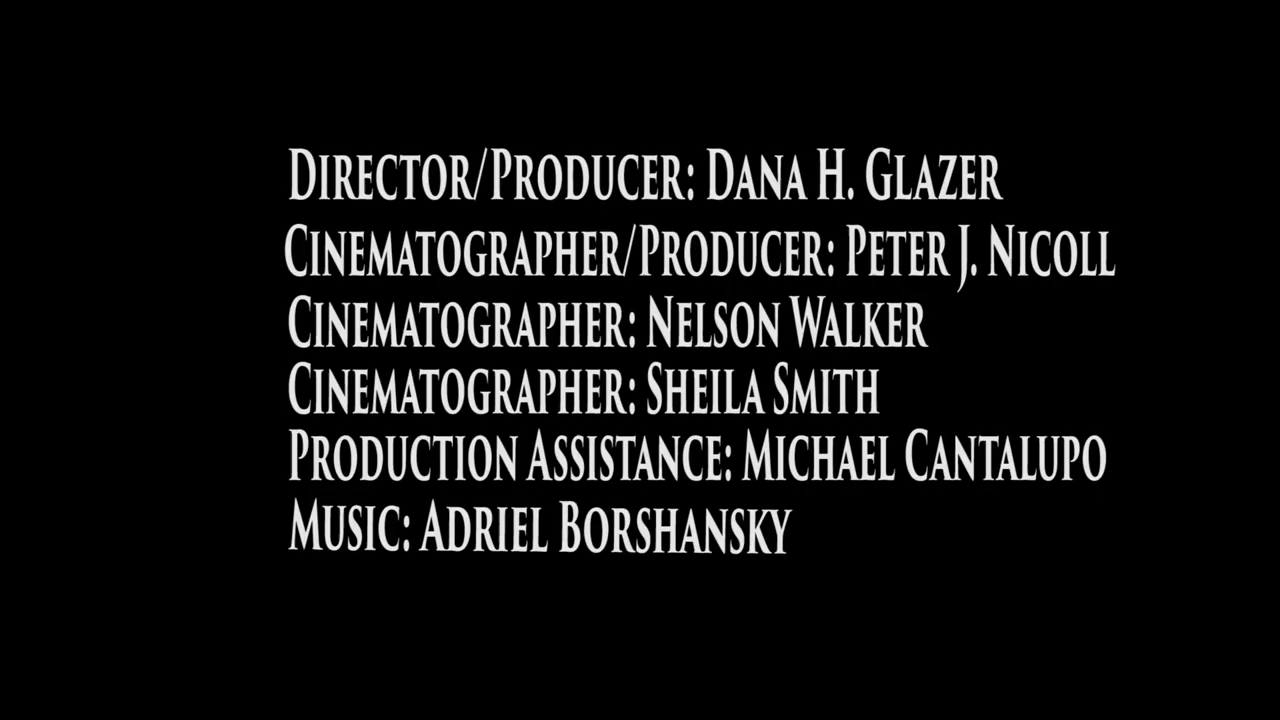 Director/Producer: Dana H. Glazer
Cinematographer/Producer: Peter J. Nicoll
Cinematographer: Nelson Walker
Cinematographer: Sheila Smith
Production Assistance: Michael Cantalupo
Music: Adriel Borshansky